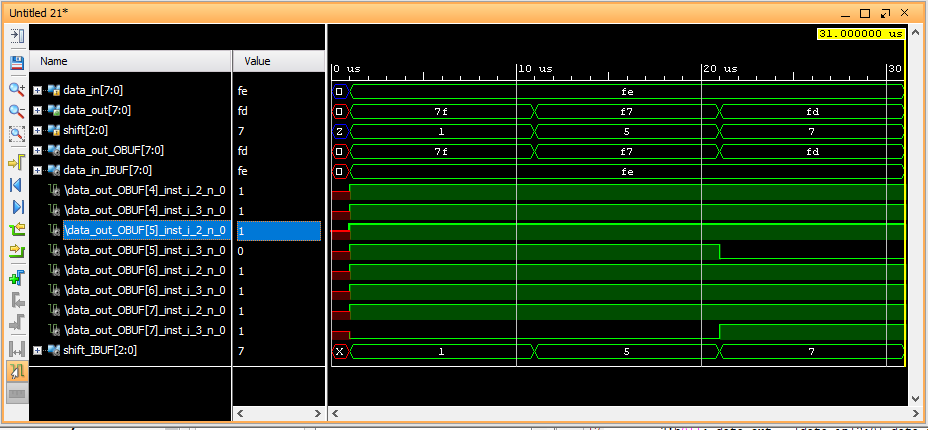 Untitled 21*
31.000000 us
Name Value
0 us 10 us 20 us 30
data_in[7:0] fe fe
data_out[7:0] fd 7f f7 fd
shift[2:0] 7 Z 1 5 7
data_out_OBUF[7:0] fd 7f f7 fd
data_in_IBUF[7:0] fe fe
\data_out_OBUF[4]_inst_i_2_n_0 1
\data_out_OBUF[4]_inst_i_3_n_0 1
\data_out_OBUF[5]_inst_i_2_n_0 1
\data_out_OBUF[5]_inst_i_3_n_0 0
\data_out_OBUF[6]_inst_i_2_n_0 1
\data_out_OBUF[6]_inst_i_3_n_0 1
\data_out_OBUF[7]_inst_i_2_n_0 1
\data_out_OBUF[7]_inst_i_3_n_0 1
shift_IBUF[2:0] 7 X 1 5 7